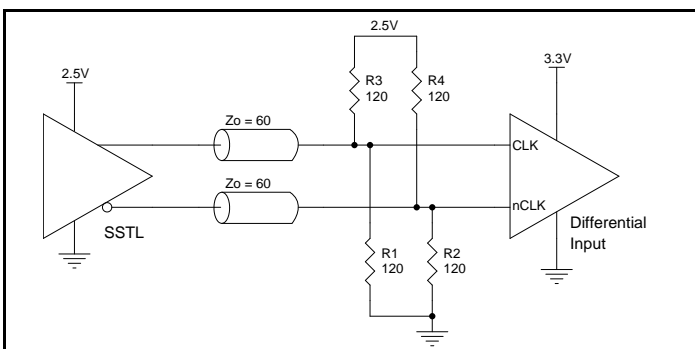 2.5V
2.5V
3.3V
R3
120
R4
120
Zo = 60
CLK
Zo = 60
nCLK
SSTL
Differential
Input
R1
120
R2
120